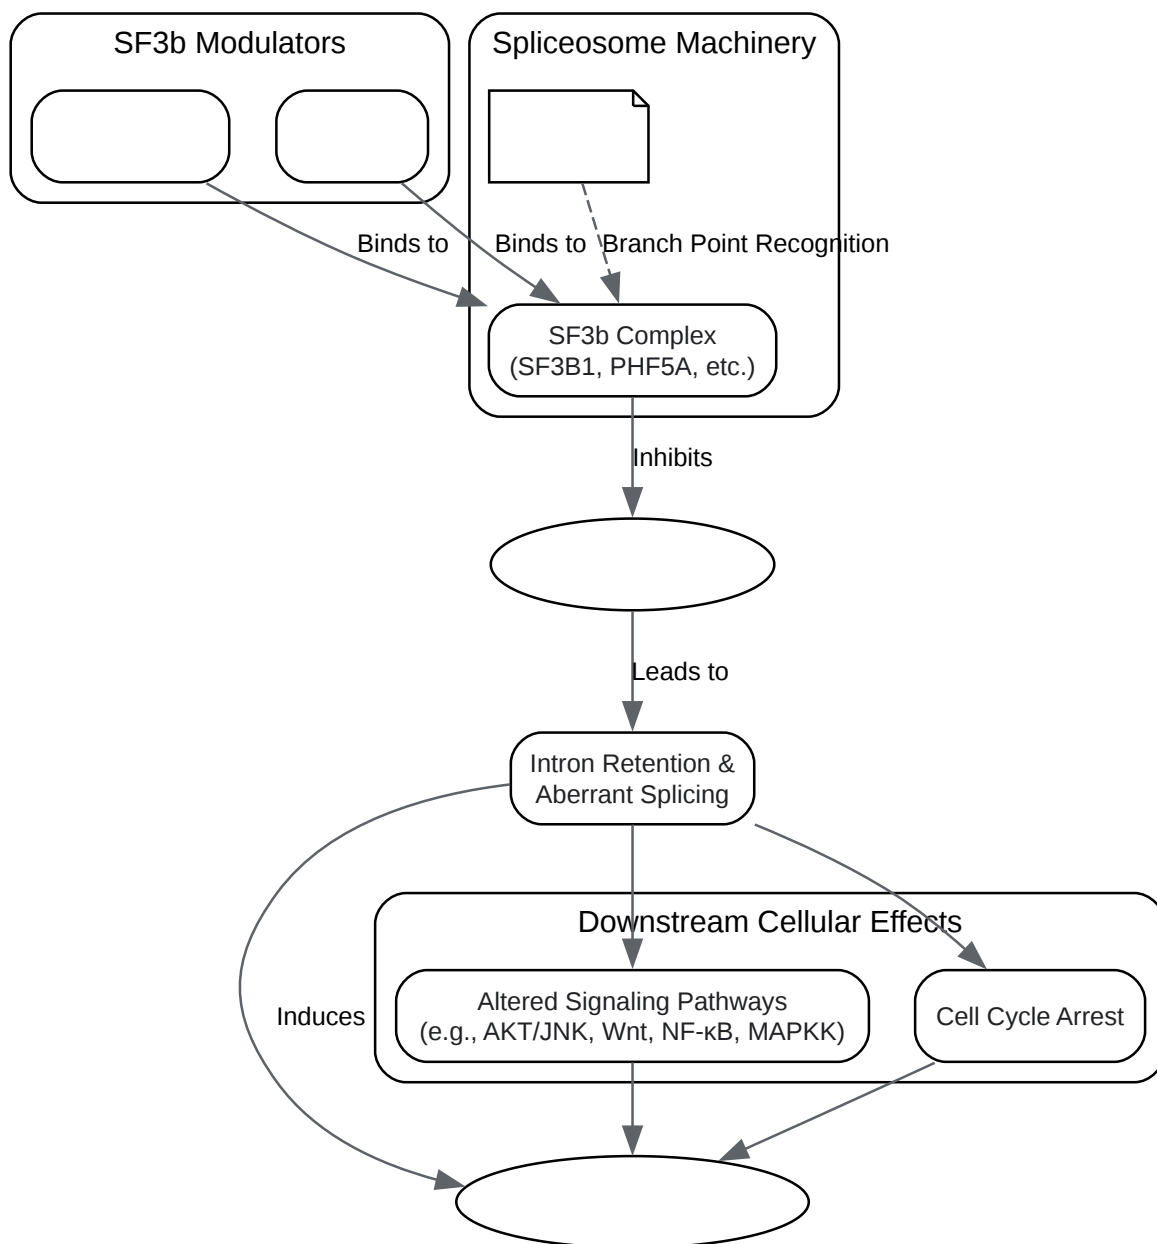 SF3b Modulators
Spliceosome Machinery
Binds to
Binds to
Branch Point Recognition
SF3b Complex
(SF3B1, PHF5A, etc.)
Inhibits
Leads to
Intron Retention &
Aberrant Splicing
Downstream Cellular Effects
Altered Signaling Pathways
(e.g., AKT/JNK, Wnt, NF-κB, MAPKK)
Cell Cycle Arrest
Induces